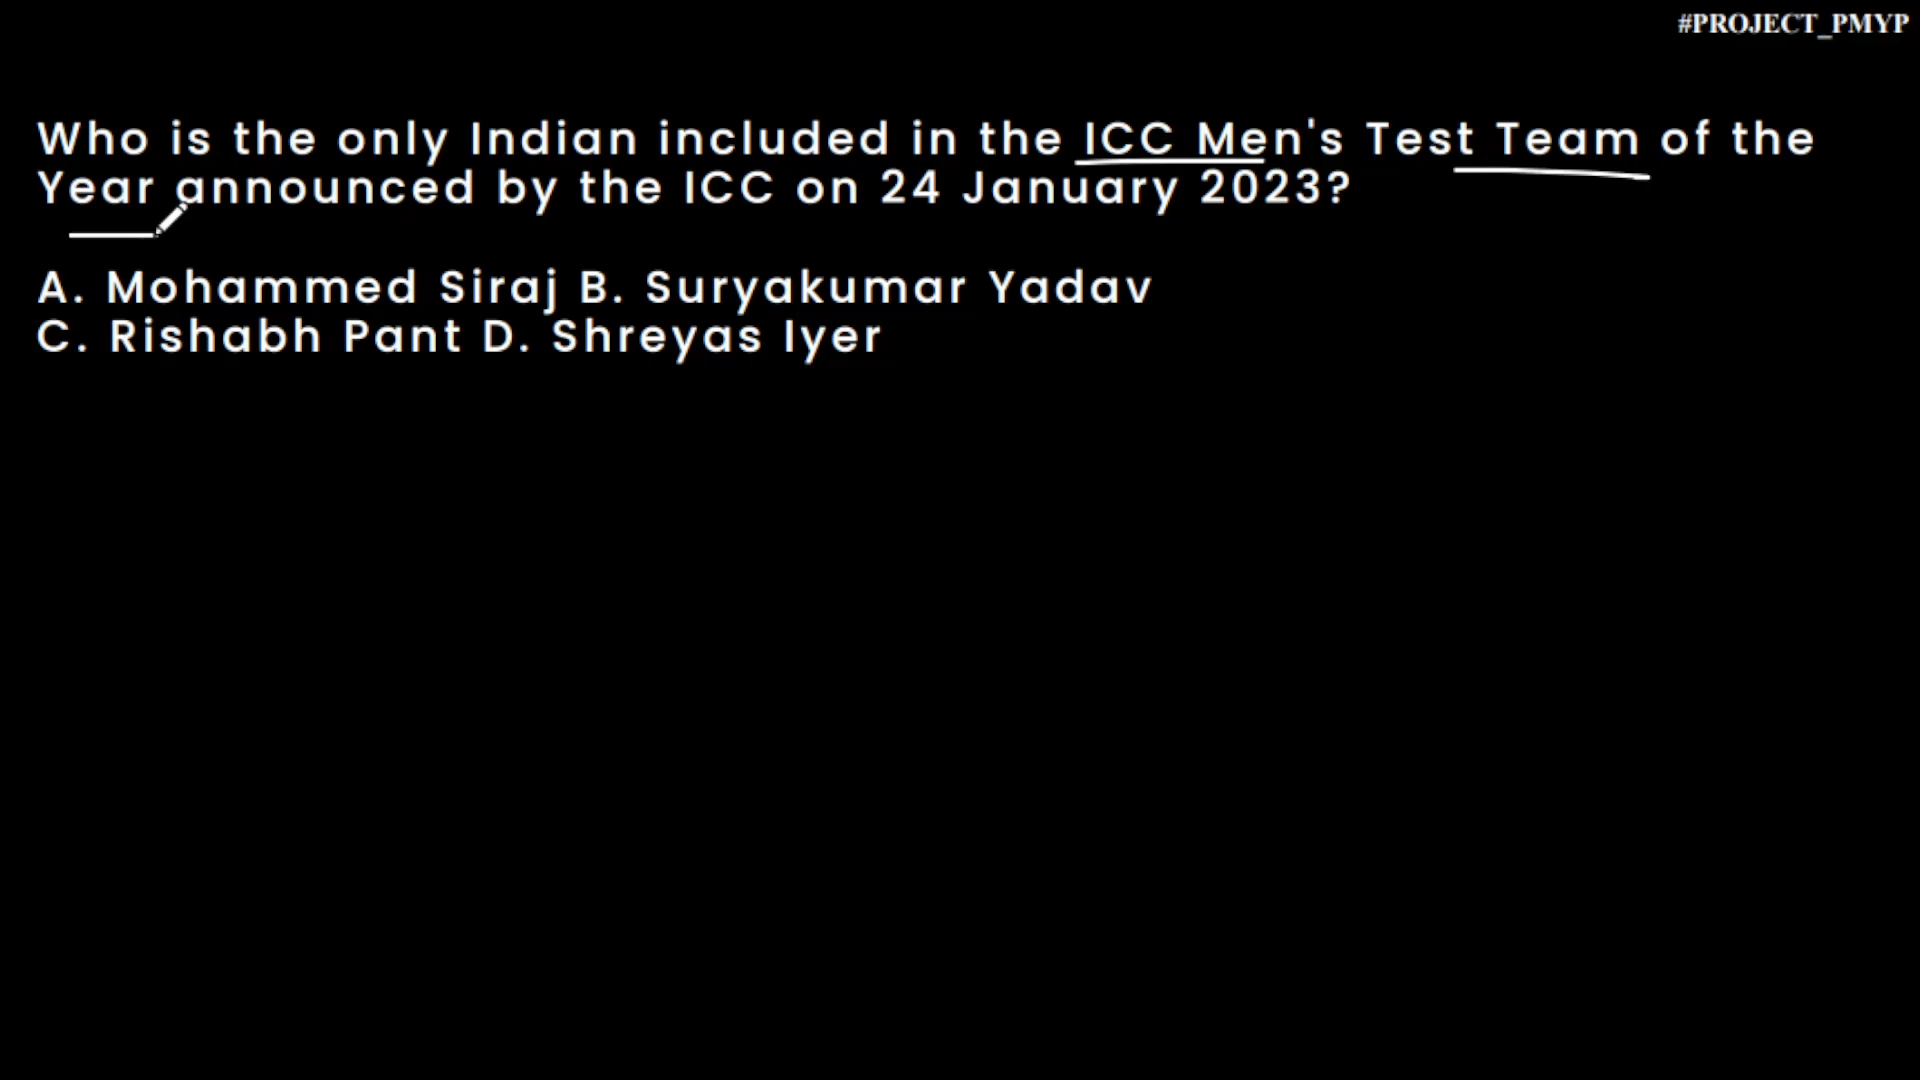 #PROJECT_PMYP
Who is the only Indian included in the ICC Men's Test Team of the
Year announced by the ICC on 24 January 2023?
A. Mohammed Siraj B. Suryakumar Yadav
C. Rishabh Pant D. Shreyas Iyer